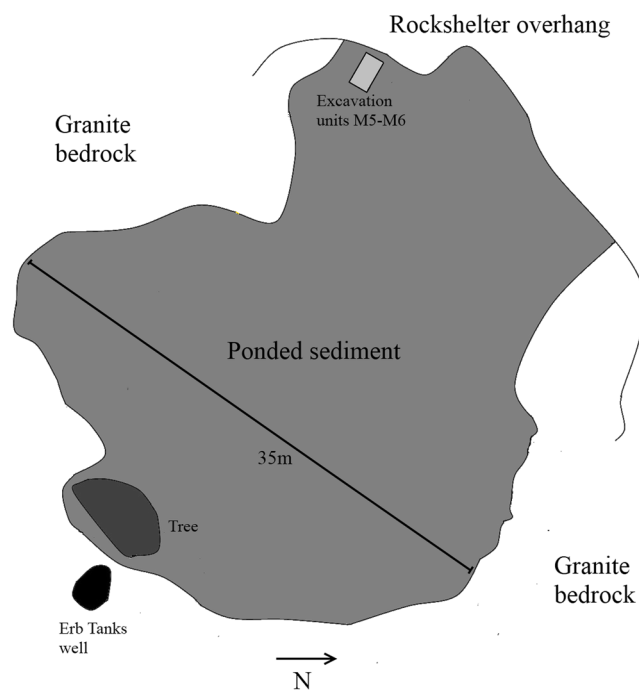 Rockshelter overhang
Excavation
units M5-M6
Granite
bedrock
Ponded sediment
35m
Tree
Granite
bedrock
Erb Tanks
well
N